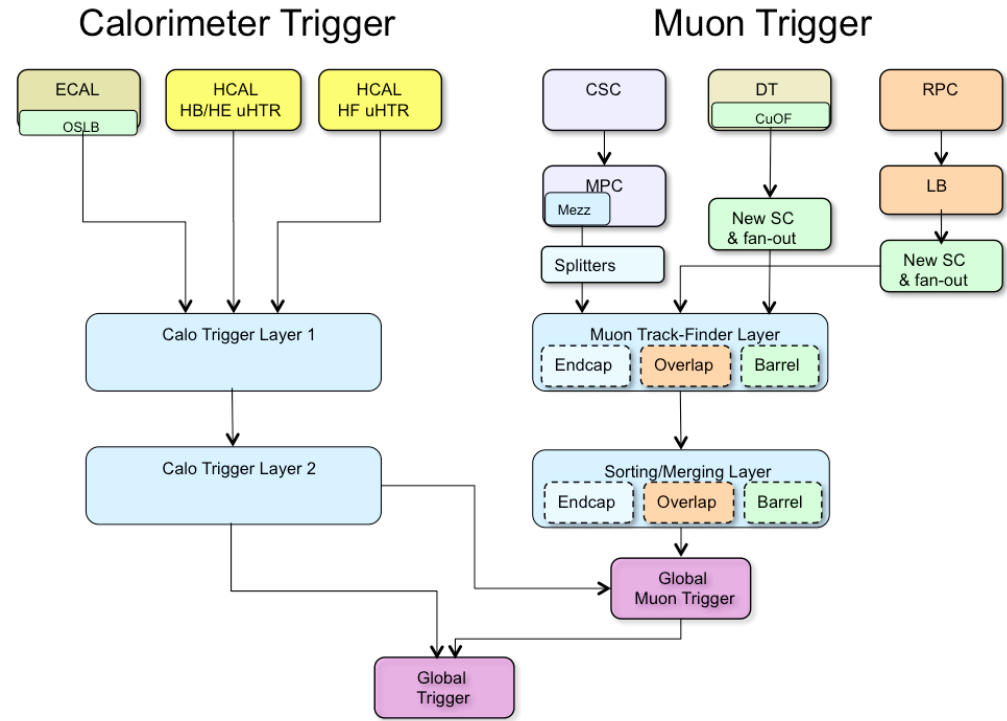 Calorimeter Trigger
Muon Trigger
ECAL
OSLB
HCAL
HB/HE uHTR
HCAL
HF uHTR
CSC
DT
CuOF
RPC
MPC
Mezz
LB
New SC
& fan-out
Splitters
New SC
& fan-out
Calo Trigger Layer 1
Muon Track-Finder Layer
Endcap
Overlap
Barrel
Calo Trigger Layer 2
Sorting/Merging Layer
Endcap
Overlap
Barrel
Global
Muon Trigger
Global
Trigger